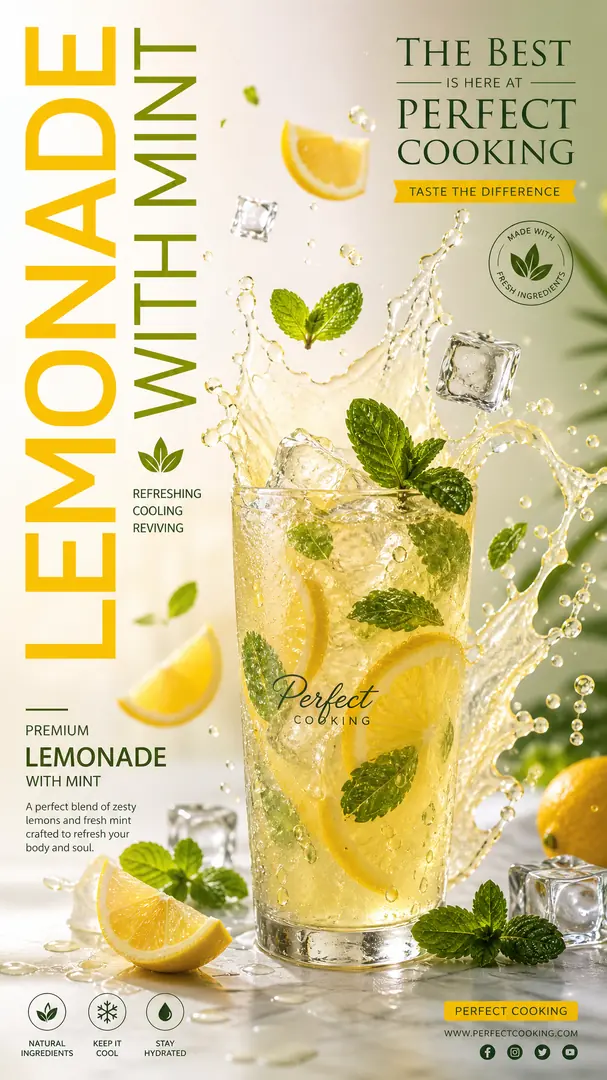 LEMONADE
WITH MINT
THE BEST
IS HERE AT
PERFECT
COOKING
TASTE THE DIFFERENCE
MADE WITH
FRESH INGREDIENTS
REFRESHING
COOLING
REVIVING
Perfect
COOKING
PREMIUM
LEMONADE
WITH MINT
A perfect blend of zesty
lemons and fresh mint
crafted to refresh your
body and soul.
NATURAL
INGREDIENTS
KEEP IT
COOL
STAY
HYDRATED
PERFECT COOKING
WWW.PERFECTCOOKING.COM